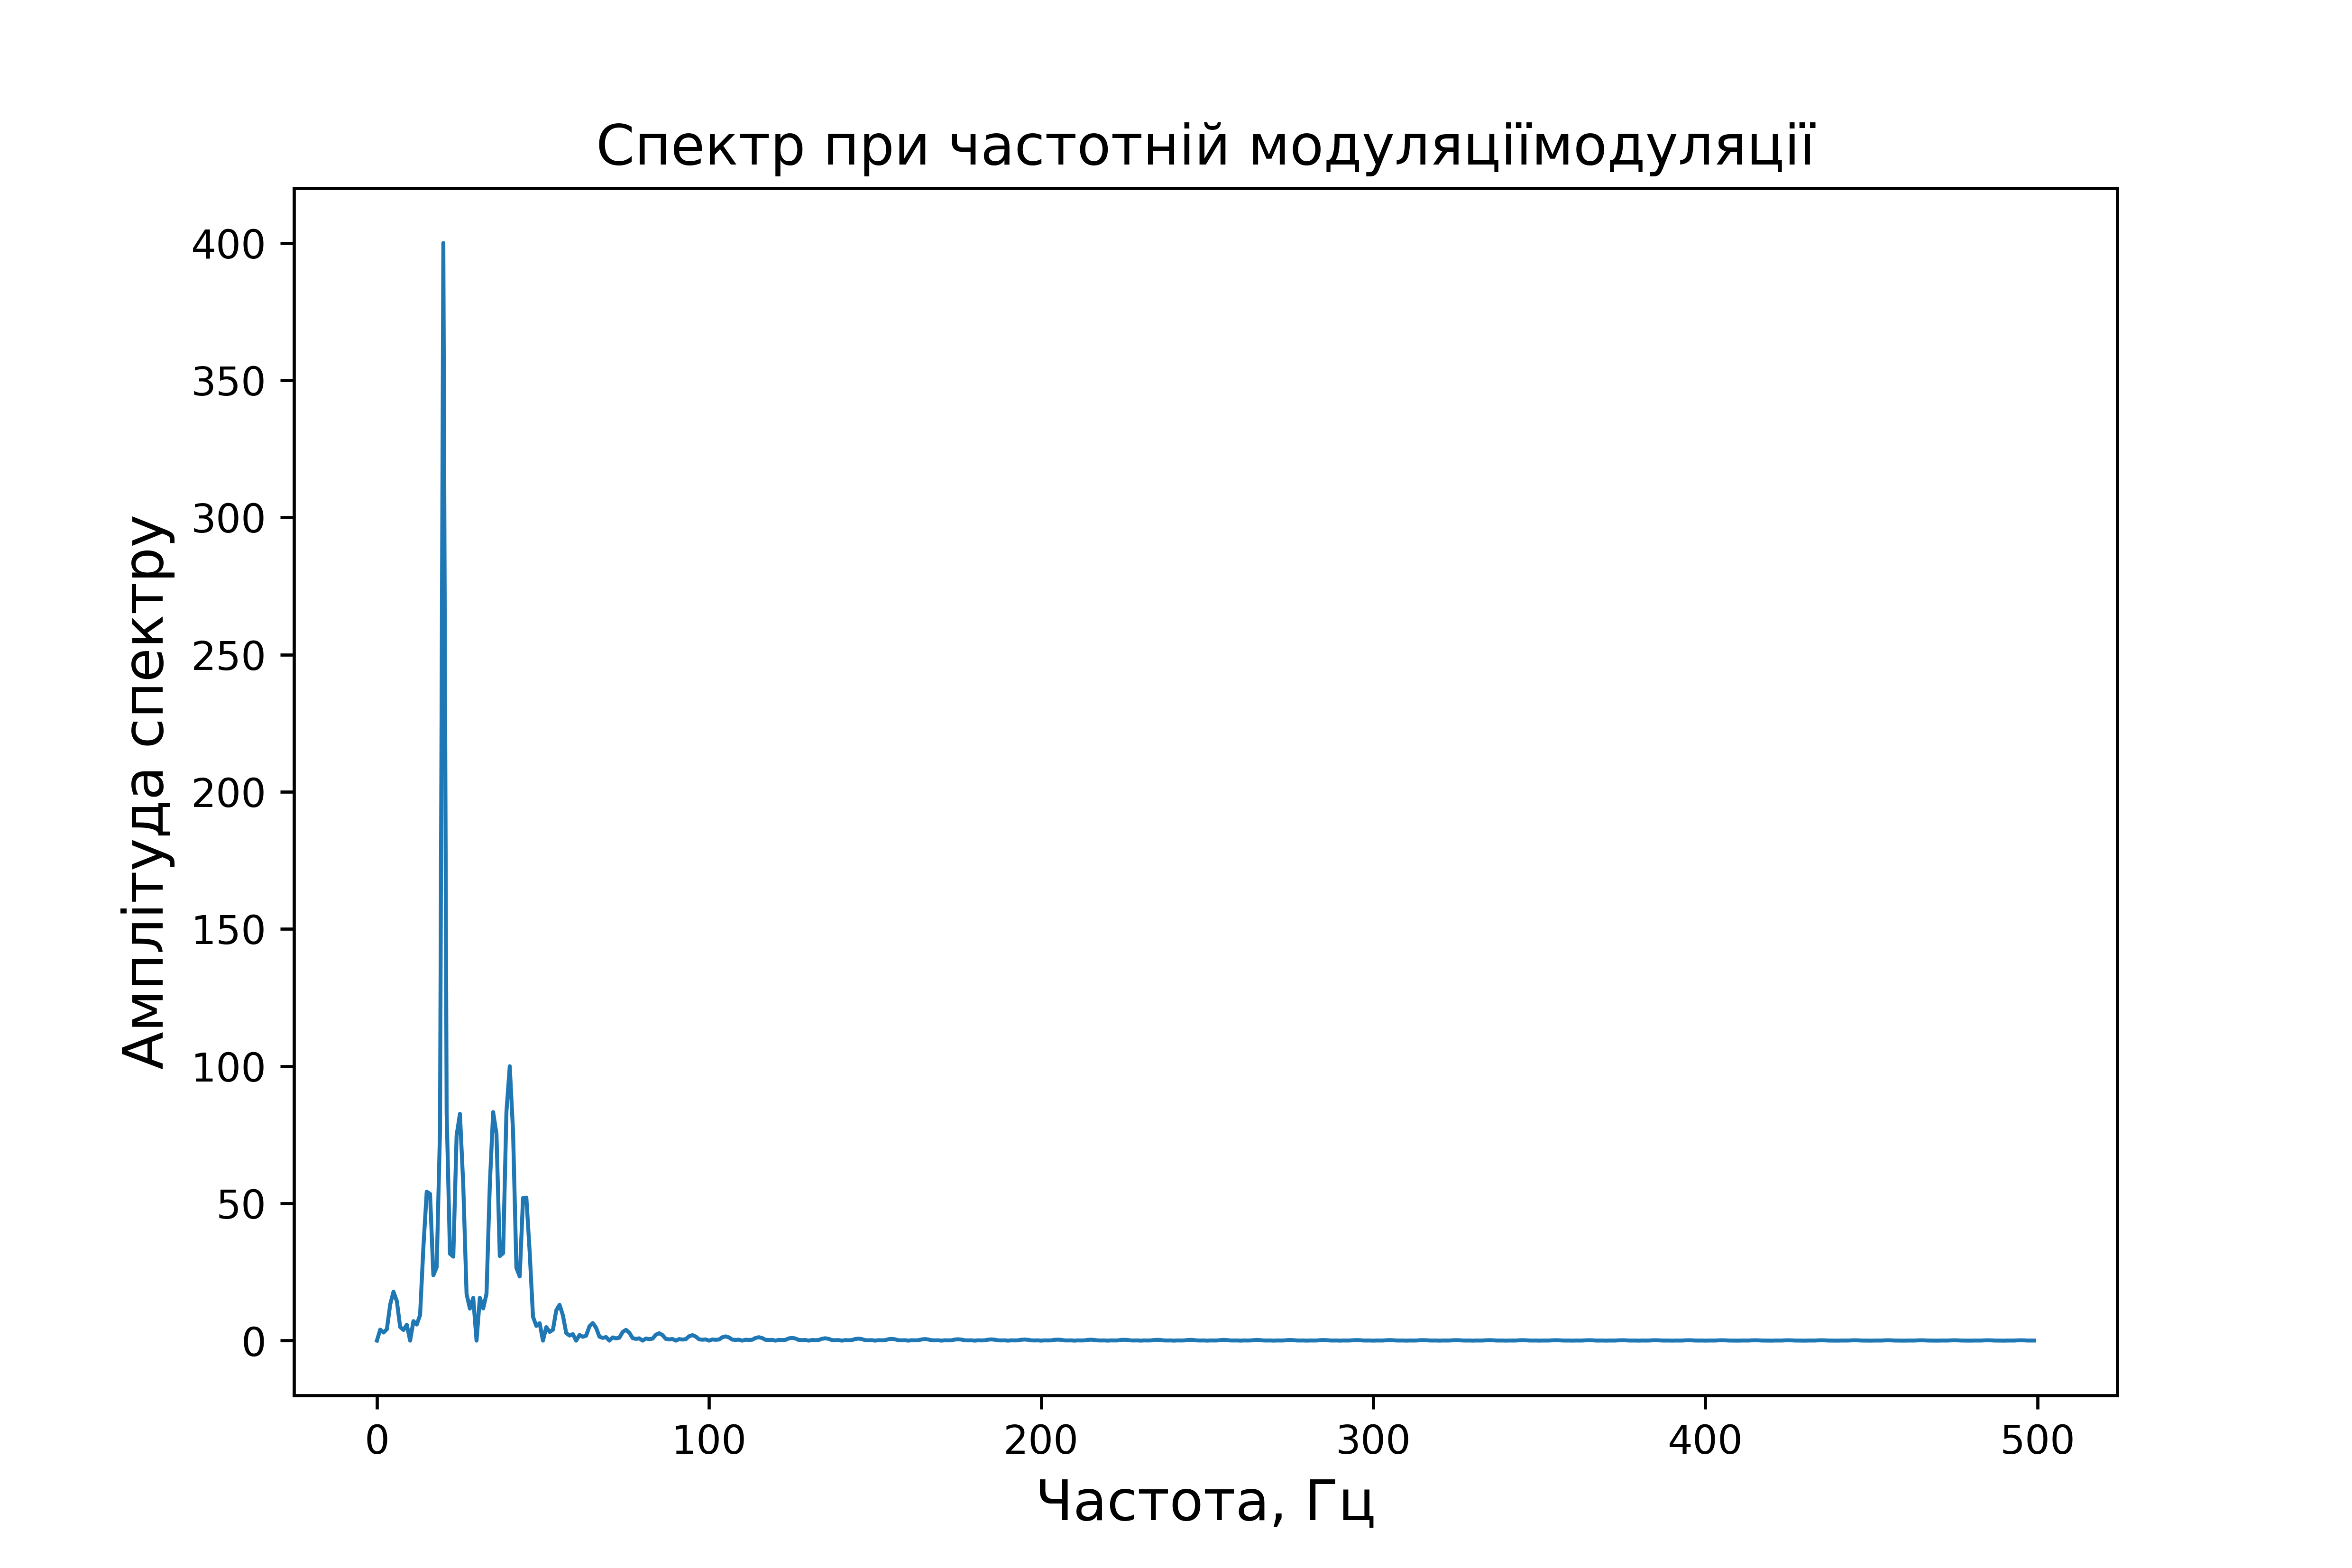 Спектр при частотній модуляціїмодуляції
400
350
300
250
200
150
100
50
0
Амплітуда спектру
0 100 200 300 400 500
Частота, Гц